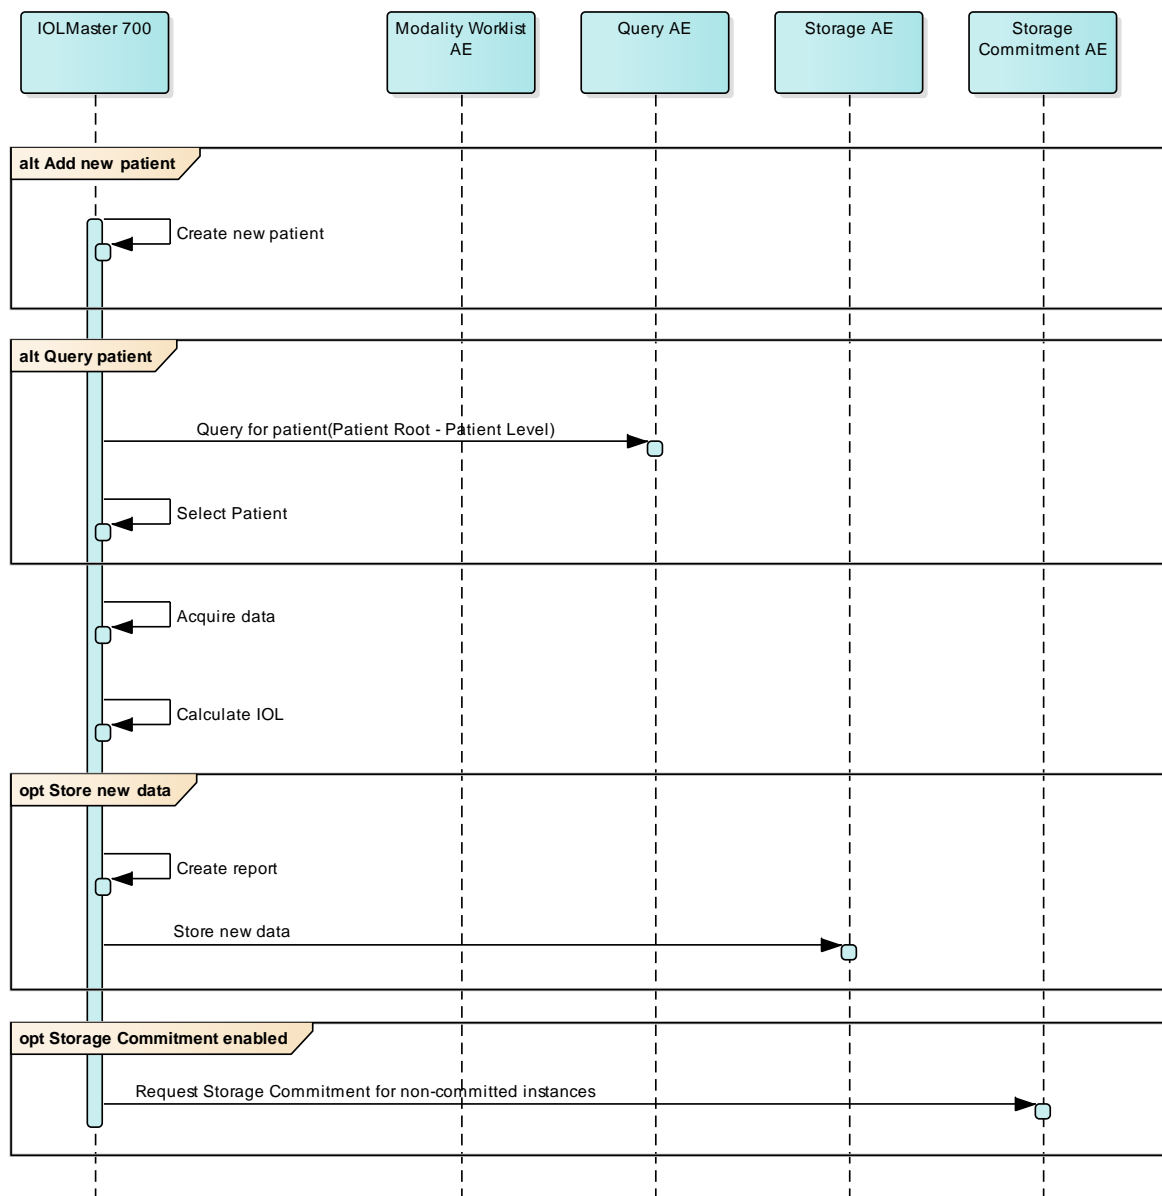 IOLMaster 700
Modality Worklist
AE
Query AE
Storage AE
Storage
Commitment AE
alt Add new patient
Create new patient
alt Query patient
Query for patient(Patient Root - Patient Level)
Select Patient
Acquire data
Calculate IOL
opt Store new data
Create report
Store new data
opt Storage Commitment enabled
Request Storage Commitment for non-committed instances